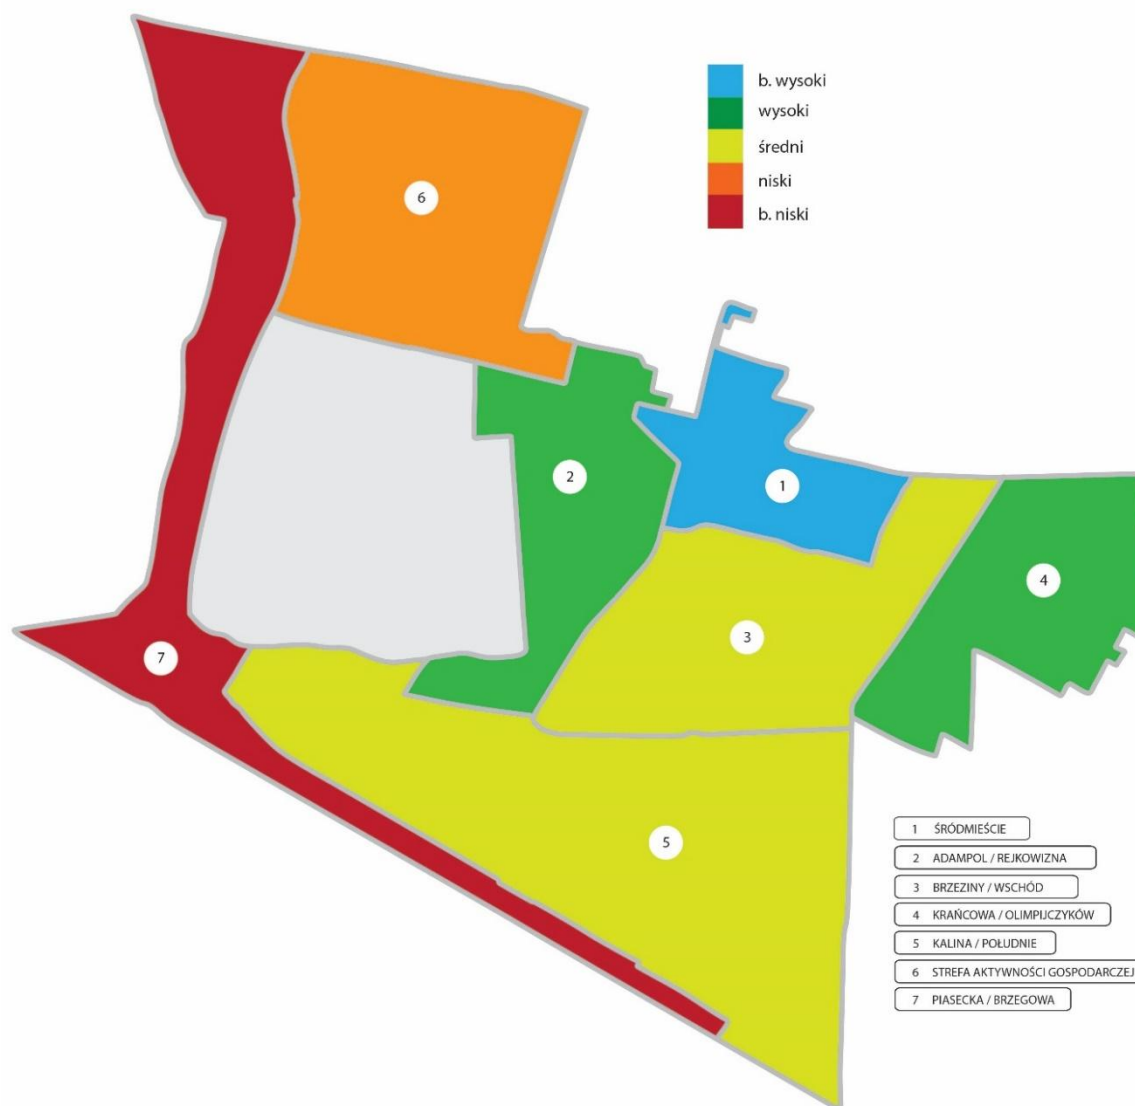 b. wysoki
wysoki
średni
niski
b. niski
6
2
1
4
3
7
5
1 ŚRÓDMIEŚCIE
2 ADAMPOL / REJKOWIZNA
3 BRZEZINY / WSCHÓD
4 KRAŃCOWA / OLIMPIJCZYKÓW
5 KALINA / POŁUDNIE
6 STREFA AKTYWNOŚCI GOSPODARCZEJ
7 PIASECKA / BRZEGOWA